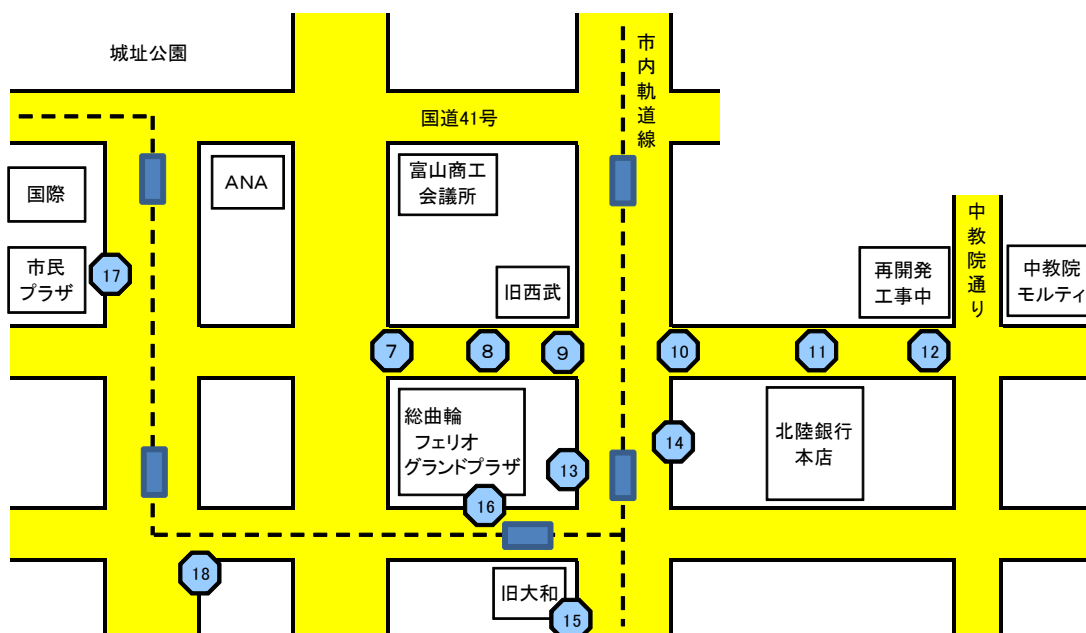 城址公園
市内軌道線
国道41号
国際
ANA
富山商工
会議所
中教院通り
市民
プラザ
17
旧西武
再開発
工事中
中教院
モルティ
7
8
9
10
11
12
総曲輪
フェリオ
グランドプラザ
13
14
北陸銀行
本店
16
18
旧大和
15